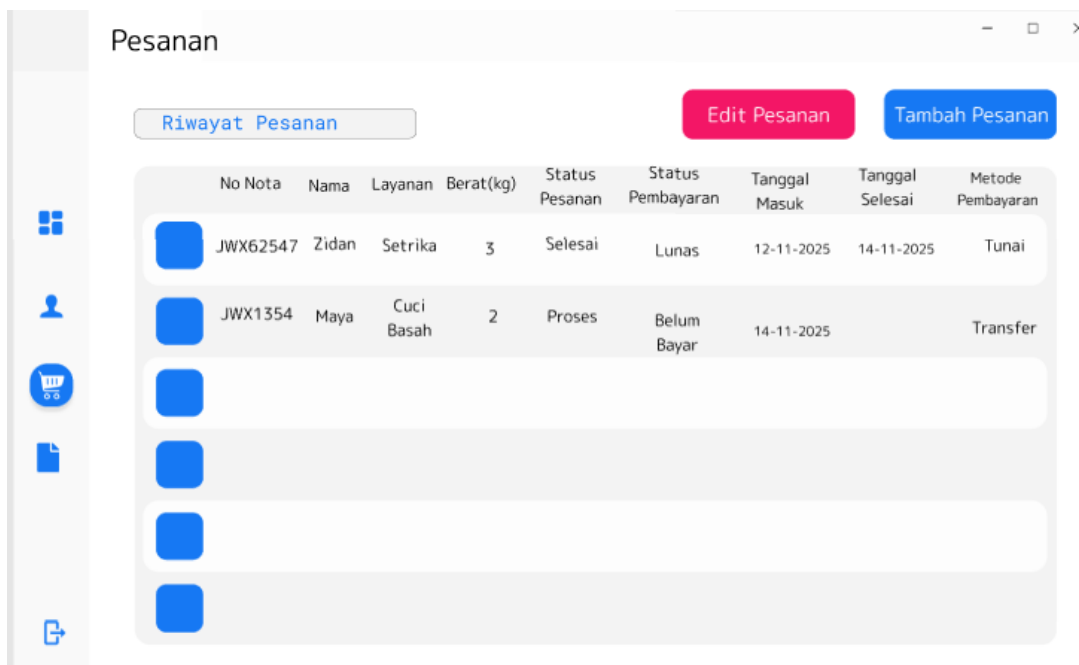 Pesanan
Riwayat Pesanan
Edit Pesanan
Tambah Pesanan
No Nota
Nama
Layanan
Berat(kg)
Status
Pesanan
Status
Pembayaran
Tanggal
Masuk
Tanggal
Selesai
Metode
Pembayaran
JWX62547
Zidan
Setrika
3
Selesai
Lunas
12-11-2025
14-11-2025
Tunai
JWX1354
Maya
Cuci
Basah
2
Proses
Belum
Bayar
14-11-2025
Transfer